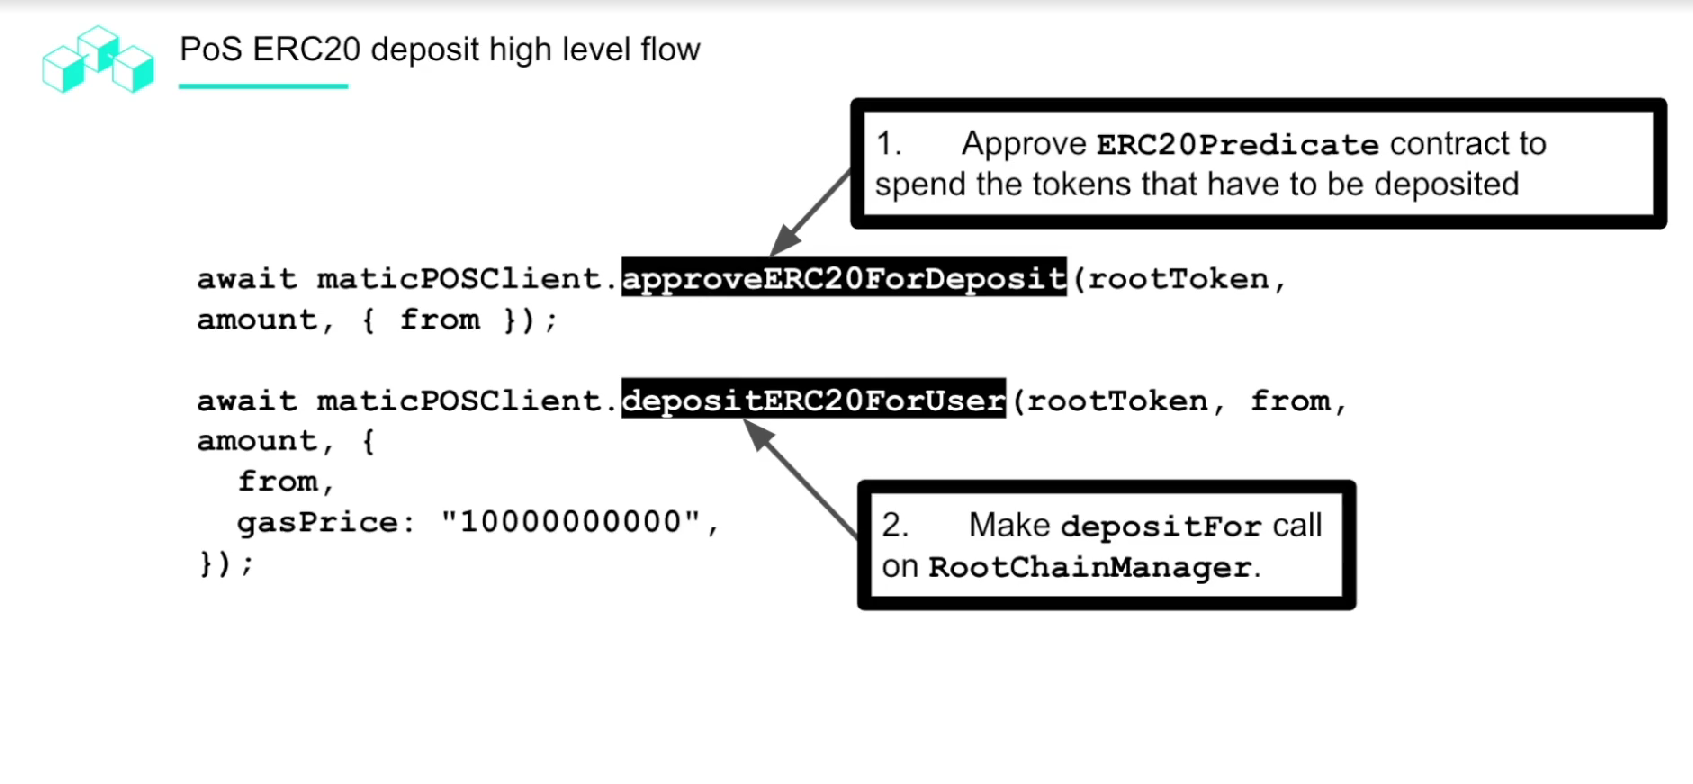 PoS ERC20 deposit high level flow
1. Approve ERC20Predicate contract to
spend the tokens that have to be deposited
await maticPOSClient.approveERC20ForDeposit(rootToken,
amount, { from });
await maticPOSClient.depositERC20ForUser(rootToken, from,
amount, {
from,
gasPrice: "10000000000",
});
2. Make depositFor call
on RootChainManager.